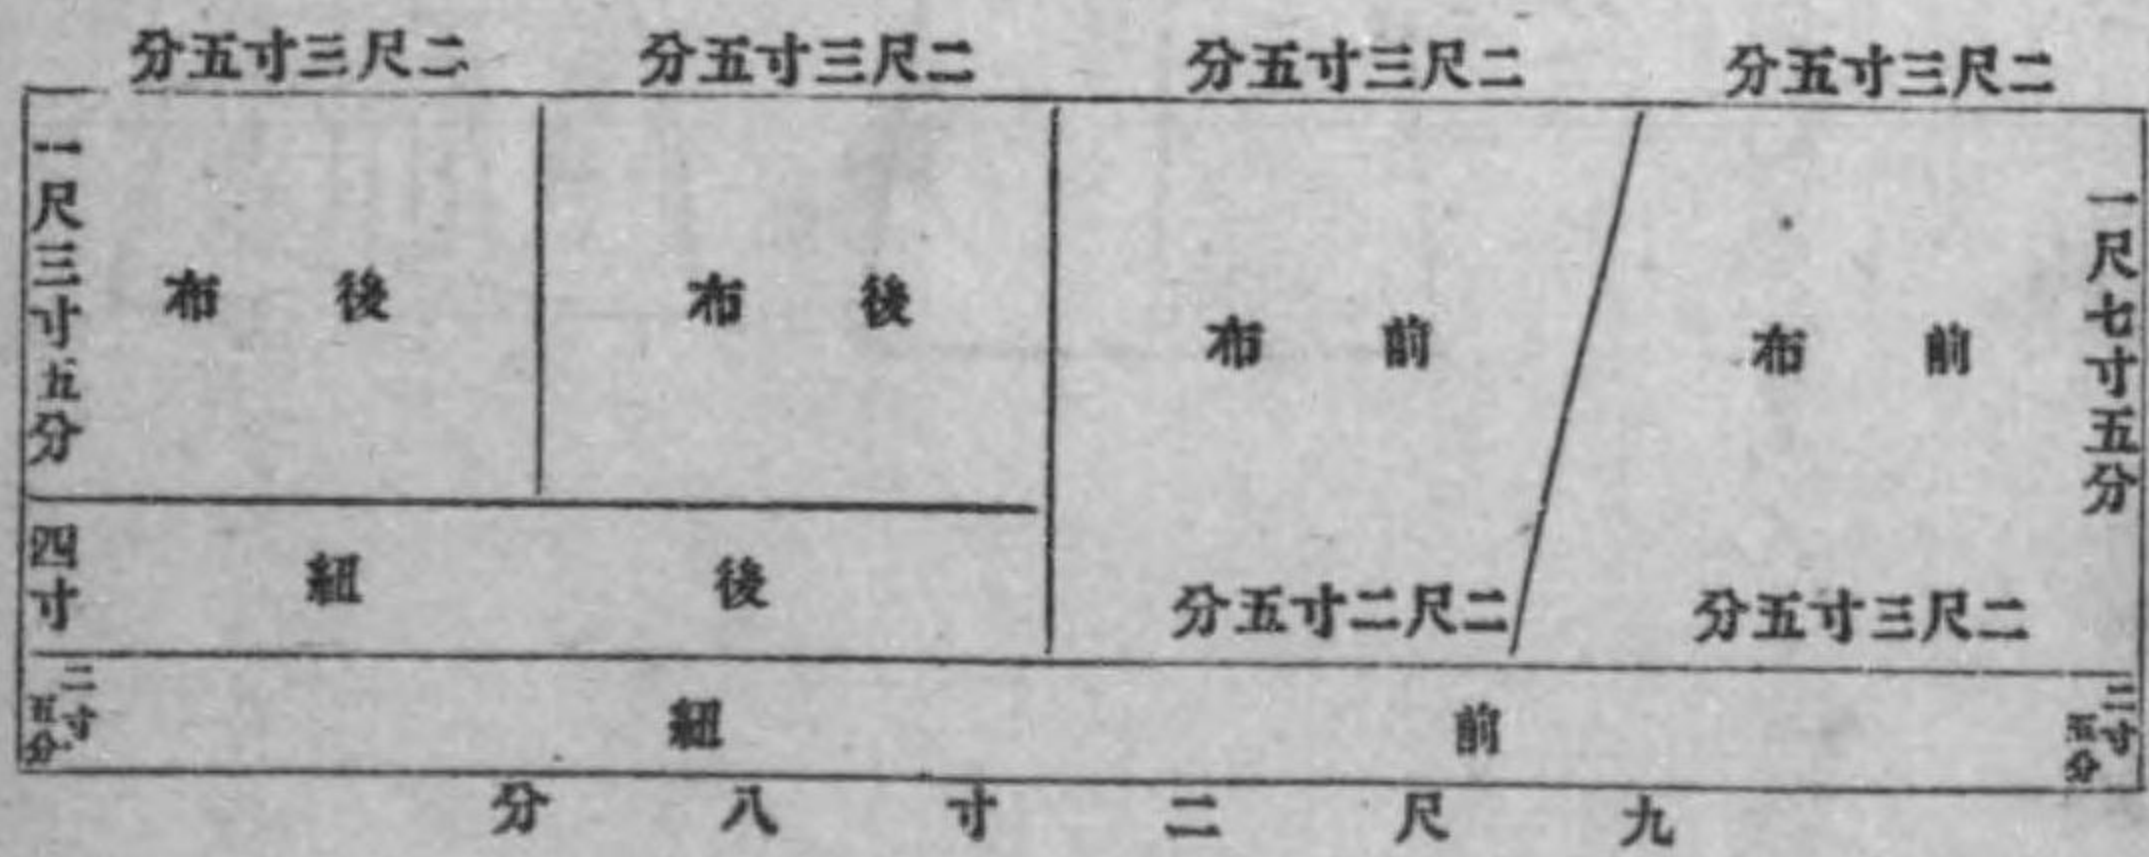 二尺三寸五分
二尺三寸五分
二尺三寸五分
二尺三寸五分
一尺七寸五分
前布
前布
後布
後布
一尺三寸五分
二尺三寸五分
二尺二寸五分
後紐
四寸
二寸五分
前紐
二寸五分
九尺二寸八分